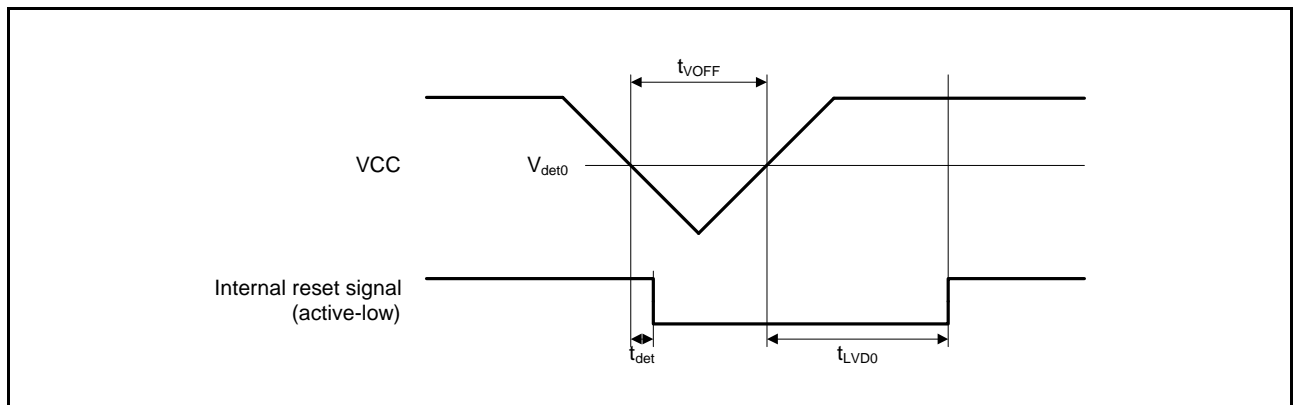 tVOFF
VCC
Vdet0
Internal reset signal
(active-low)
tdet
tLVD0